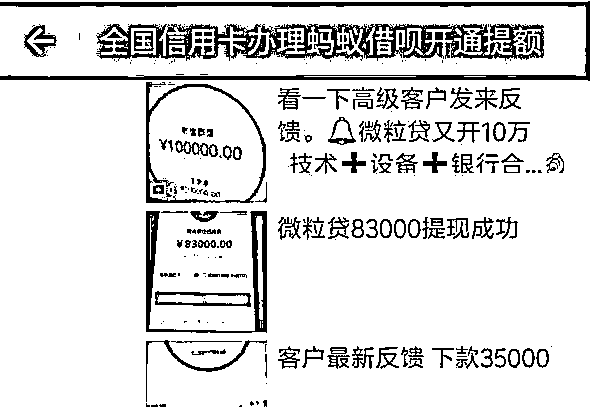 全国信用卡办理蚂蚁借呗开通提额
看一下高级客户发来反
馈。🔔微粒贷又开10万
技术➕设备➕银行合...
¥100000.00
微粒贷83000提现成功
¥83000.00
客户最新反馈 下款35000